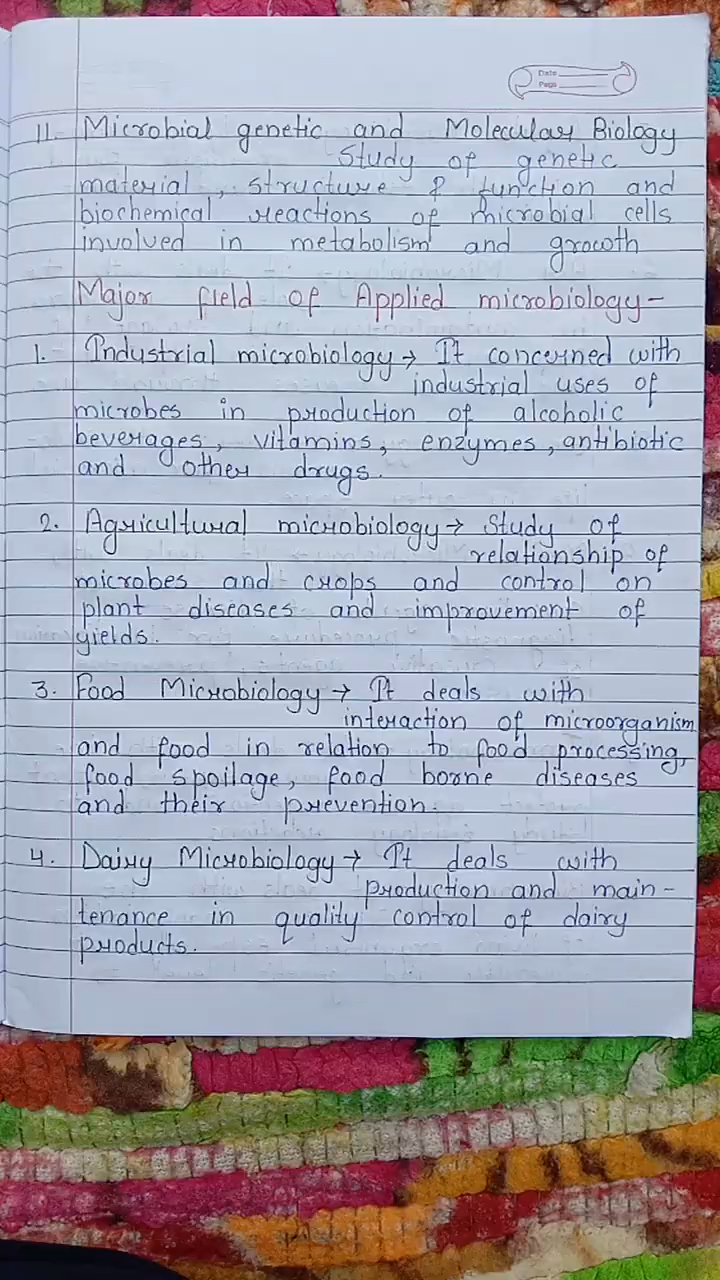 Date
Page
11. Microbial genetic and Molecular Biology
Study of genetic
material, structure & function and
biochemical reactions of microbial cells
involved in metabolism and growth
Major field of Applied microbiology-
1. Industrial microbiology → It concerned with
industrial uses of
microbes in production of alcoholic
beverages, vitamins, enzymes, antibiotic
and other drugs.
2. Agricultural microbiology → Study of
relationship of
microbes and crops and control on
plant diseases and improvement of
yields.
3. Food Microbiology → It deals with
interaction of microorganism
and food in relation to food processing,
food spoilage, food borne diseases
and their prevention.
4. Dairy Microbiology → It deals with
production and main-
tenance in quality control of dairy
products.